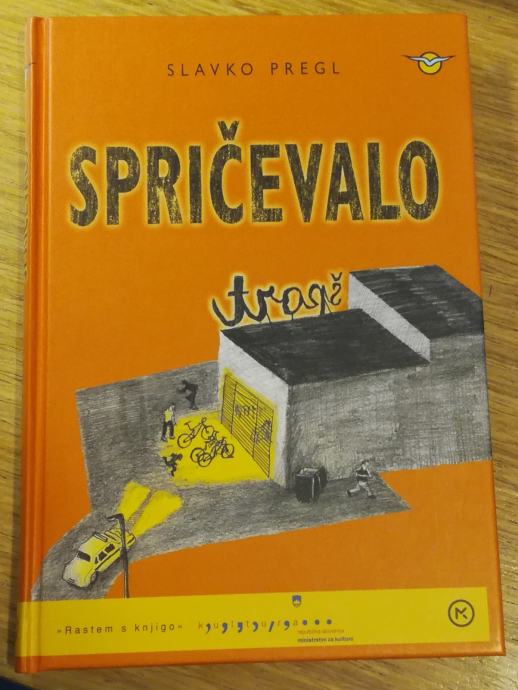 SLAVKO PREGL
SPRIČEVALO
»Rastem s knjigo«
republika slovenija
ministrstvo za kulturo